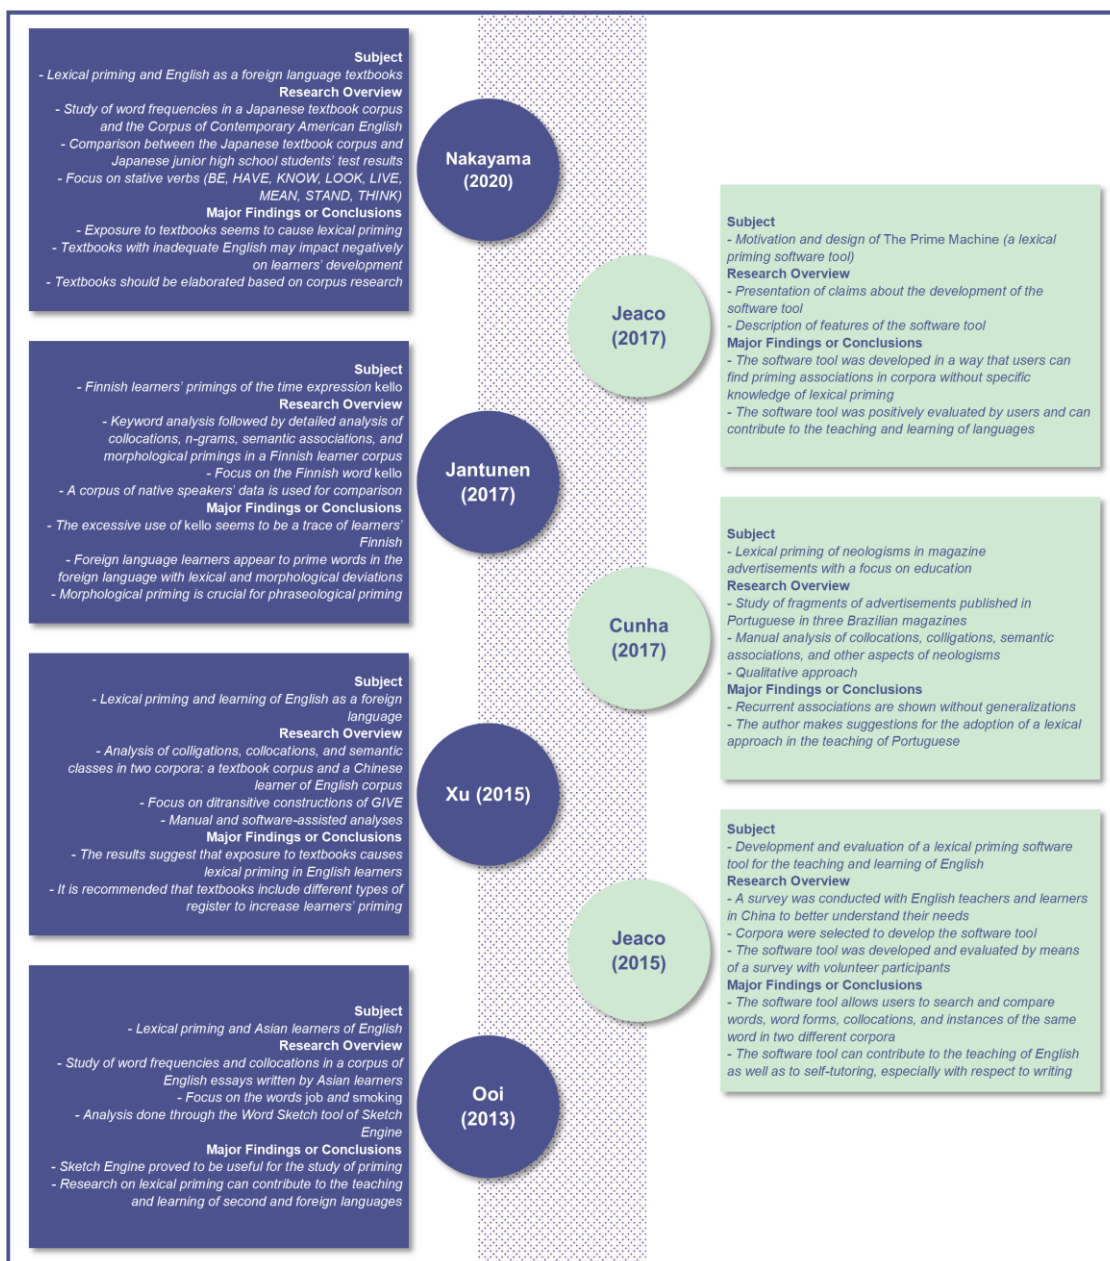 Subject
- Lexical priming and English as a foreign language textbooks
Research Overview
- Study of word frequencies in a Japanese textbook corpus
and the Corpus of Contemporary American English
- Comparison between the Japanese textbook corpus and
Japanese junior high school students' test results
- Focus on stative verbs (BE, HAVE, KNOW, LOOK, LIVE,
MEAN, STAND, THINK)
Major Findings or Conclusions
- Exposure to textbooks seems to cause lexical priming
- Textbooks with inadequate English may impact negatively
on learners' development
- Textbooks should be elaborated based on corpus research
Nakayama
(2020)
Subject
- Motivation and design of The Prime Machine (a lexical
priming software tool)
Research Overview
- Presentation of claims about the development of the
software tool
- Description of features of the software tool
Major Findings or Conclusions
- The software tool was developed in a way that users can
find priming associations in corpora without specific
knowledge of lexical priming
- The software tool was positively evaluated by users and can
contribute to the teaching and learning of languages
Jeaco
(2017)
Subject
- Finnish learners' primings of the time expression kello
Research Overview
- Keyword analysis followed by detailed analysis of
collocations, n-grams, semantic associations, and
morphological primings in a Finnish learner corpus
- Focus on the Finnish word kello
- A corpus of native speakers' data is used for comparison
Major Findings or Conclusions
- The excessive use of kello seems to be a trace of learners'
Finnish
- Foreign language learners appear to prime words in the
foreign language with lexical and morphological deviations
- Morphological priming is crucial for phraseological priming
Jantunen
(2017)
Subject
- Lexical priming of neologisms in magazine
advertisements with a focus on education
Research Overview
- Study of fragments of advertisements published in
Portuguese in three Brazilian magazines
- Manual analysis of collocations, colligations, semantic
associations, and other aspects of neologisms
- Qualitative approach
Major Findings or Conclusions
- Recurrent associations are shown without generalizations
- The author makes suggestions for the adoption of a lexical
approach in the teaching of Portuguese
Cunha
(2017)
Subject
- Lexical priming and learning of English as a foreign
language
Research Overview
- Analysis of colligations, collocations, and semantic
classes in two corpora: a textbook corpus and a Chinese
learner of English corpus
- Focus on ditransitive constructions of GIVE
- Manual and software-assisted analyses
Major Findings or Conclusions
- The results suggest that exposure to textbooks causes
lexical priming in English learners
- It is recommended that textbooks include different types of
register to increase learners' priming
Xu (2015)
Subject
- Development and evaluation of a lexical priming software
tool for the teaching and learning of English
Research Overview
- A survey was conducted with English teachers and learners
in China to better understand their needs
- Corpora were selected to develop the software tool
- The software tool was developed and evaluated by means
of a survey with volunteer participants
Major Findings or Conclusions
- The software tool allows users to search and compare
words, word forms, collocations, and instances of the same
word in two different corpora
- The software tool can contribute to the teaching of English
as well as to self-tutoring, especially with respect to writing
Jeaco
(2015)
Subject
- Lexical priming and Asian learners of English
Research Overview
- Study of word frequencies and collocations in a corpus of
English essays written by Asian learners
- Focus on the words job and smoking
- Analysis done through the Word Sketch tool of Sketch
Engine
Major Findings or Conclusions
- Sketch Engine proved to be useful for the study of priming
- Research on lexical priming can contribute to the teaching
and learning of second and foreign languages
Ooi
(2013)